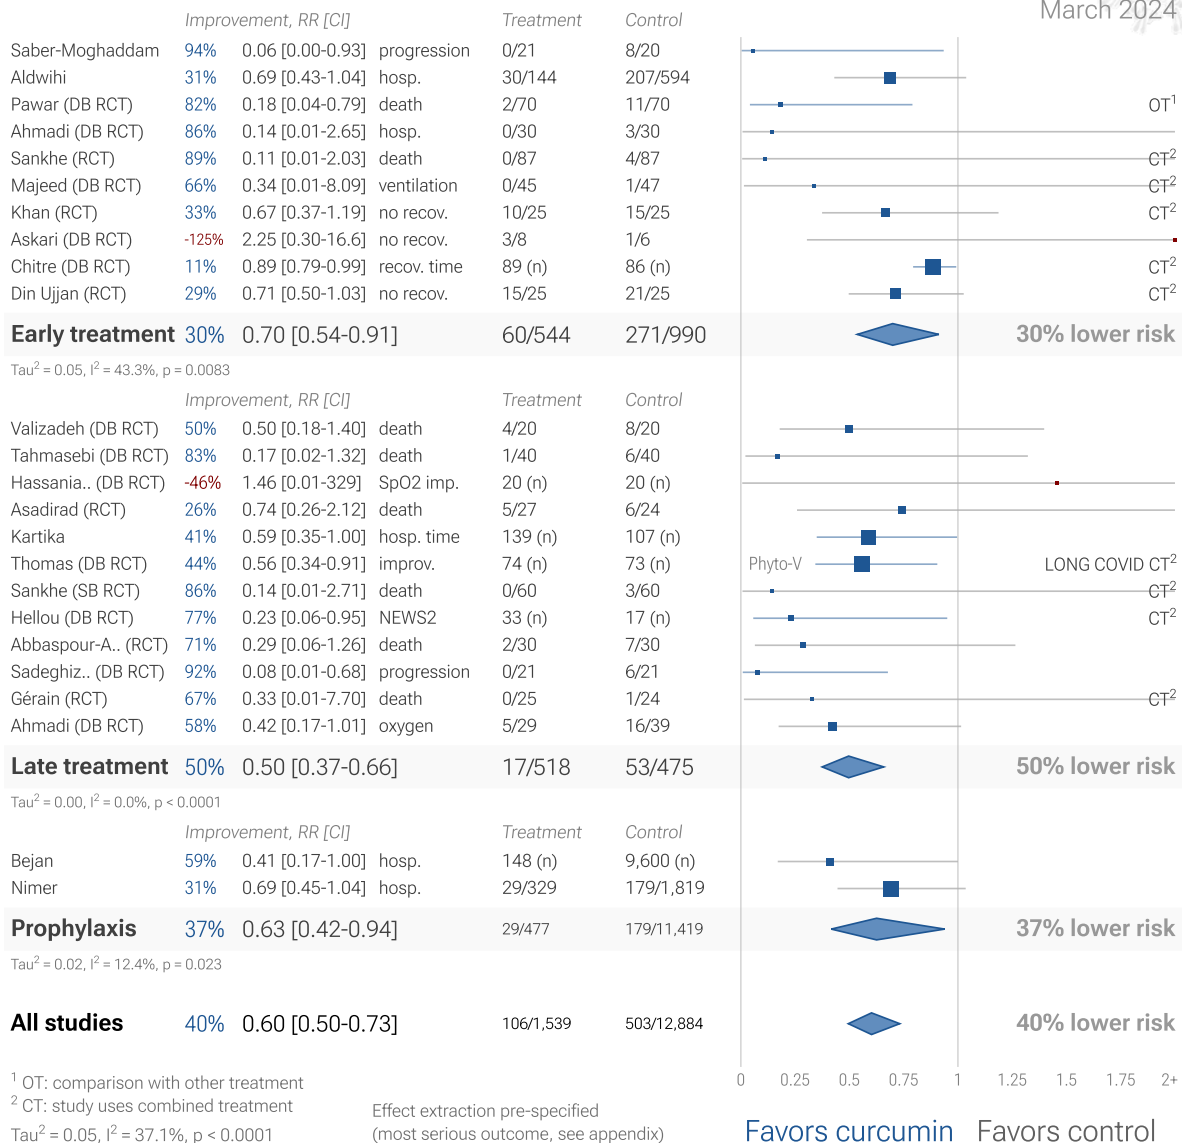 March 2024
Improvement, RR [CI] Treatment Control
Saber-Moghaddam 94% 0.06 [0.00-0.93] progression 0/21 8/20
Aldwihi 31% 0.69 [0.43-1.04] hosp. 30/144 207/594
Pawar (DB RCT) 82% 0.18 [0.04-0.79] death 2/70 11/70 OT¹
Ahmadi (DB RCT) 86% 0.14 [0.01-2.65] hosp. 0/30 3/30
Sankhe (RCT) 89% 0.11 [0.01-2.03] death 0/87 4/87 CT²
Majeed (DB RCT) 66% 0.34 [0.01-8.09] ventilation 0/45 1/47 CT²
Khan (RCT) 33% 0.67 [0.37-1.19] no recov. 10/25 15/25 CT²
Askari (DB RCT) -125% 2.25 [0.30-16.6] no recov. 3/8 1/6
Chitre (DB RCT) 11% 0.89 [0.79-0.99] recov. time 89 (n) 86 (n) CT²
Din Ujjan (RCT) 29% 0.71 [0.50-1.03] no recov. 15/25 21/25 CT²
Early treatment 30% 0.70 [0.54-0.91] 60/544 271/990 30% lower risk
Tau² = 0.05, I² = 43.3%, p = 0.0083
Improvement, RR [CI] Treatment Control
Valizadeh (DB RCT) 50% 0.50 [0.18-1.40] death 4/20 8/20
Tahmasebi (DB RCT) 83% 0.17 [0.02-1.32] death 1/40 6/40
Hassania.. (DB RCT) -46% 1.46 [0.01-329] SpO2 imp. 20 (n) 20 (n)
Asadirad (RCT) 26% 0.74 [0.26-2.12] death 5/27 6/24
Kartika 41% 0.59 [0.35-1.00] hosp. time 139 (n) 107 (n)
Thomas (DB RCT) 44% 0.56 [0.34-0.91] improv. 74 (n) 73 (n) Phyto-V LONG COVID CT²
Sankhe (SB RCT) 86% 0.14 [0.01-2.71] death 0/60 3/60 CT²
Hellou (DB RCT) 77% 0.23 [0.06-0.95] NEWS2 33 (n) 17 (n) CT²
Abbaspour-A.. (RCT) 71% 0.29 [0.06-1.26] death 2/30 7/30
Sadeghiz.. (DB RCT) 92% 0.08 [0.01-0.68] progression 0/21 6/21
Gérain (RCT) 67% 0.33 [0.01-7.70] death 0/25 1/24 CT²
Ahmadi (DB RCT) 58% 0.42 [0.17-1.01] oxygen 5/29 16/39
Late treatment 50% 0.50 [0.37-0.66] 17/518 53/475 50% lower risk
Tau² = 0.00, I² = 0.0%, p < 0.0001
Improvement, RR [CI] Treatment Control
Bejan 59% 0.41 [0.17-1.00] hosp. 148 (n) 9,600 (n)
Nimer 31% 0.69 [0.45-1.04] hosp. 29/329 179/1,819
Prophylaxis 37% 0.63 [0.42-0.94] 29/477 179/11,419 37% lower risk
Tau² = 0.02, I² = 12.4%, p = 0.023
All studies 40% 0.60 [0.50-0.73] 106/1,539 503/12,884 40% lower risk
0 0.25 0.5 0.75 1 1.25 1.5 1.75 2+
¹ OT: comparison with other treatment
² CT: study uses combined treatment
Tau² = 0.05, I² = 37.1%, p < 0.0001
Effect extraction pre-specified
(most serious outcome, see appendix)
Favors curcumin Favors control